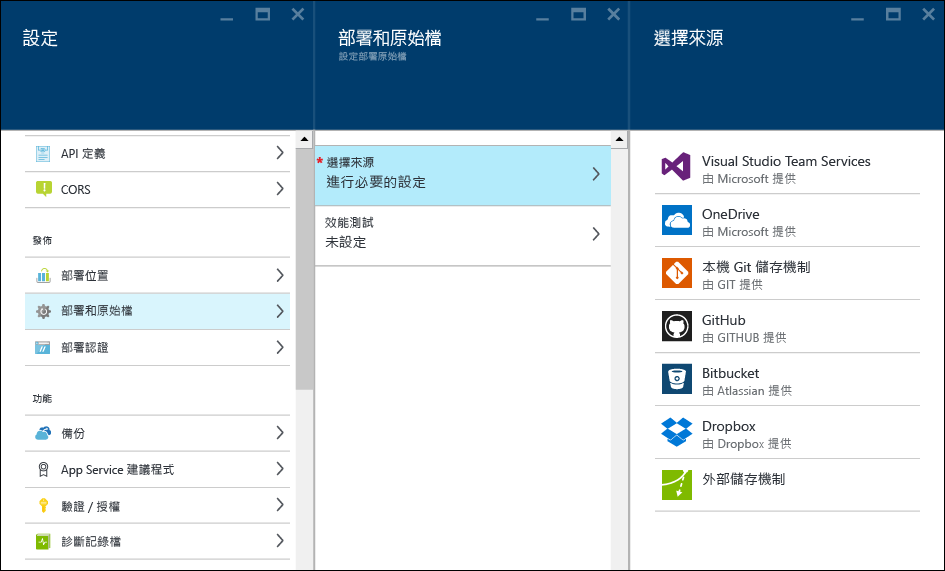 設定
API 定義
CORS
發佈
部署位置
部署和原始檔
部署認證
功能
備份
App Service 建議程式
驗證 / 授權
診斷記錄檔
部署和原始檔
設定部署原始檔
* 選擇來源
進行必要的設定
效能測試
未設定
選擇來源
Visual Studio Team Services
由 Microsoft 提供
OneDrive
由 Microsoft 提供
本機 Git 儲存機制
由 GIT 提供
GitHub
由 GITHUB 提供
Bitbucket
由 Atlassian 提供
Dropbox
由 Dropbox 提供
外部儲存機制